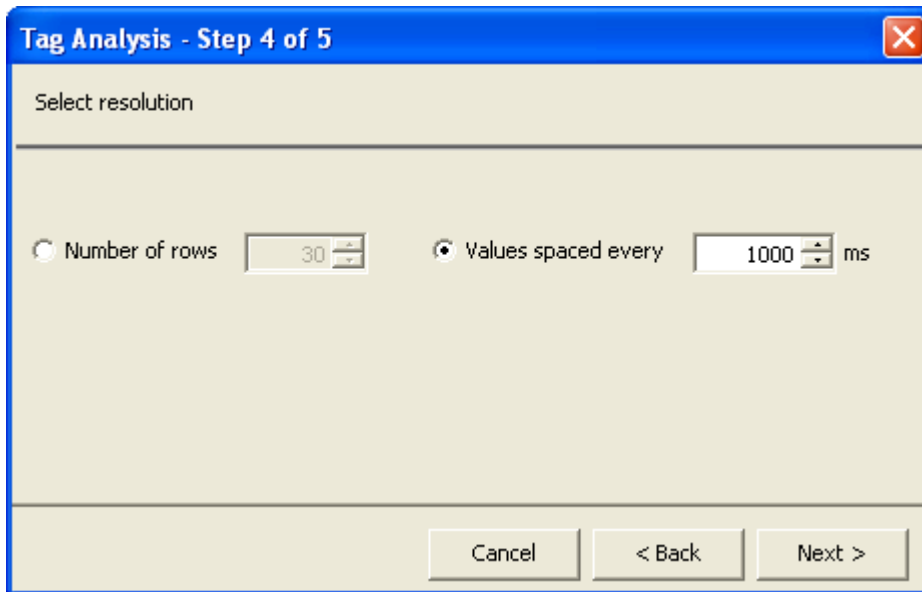 Tag Analysis - Step 4 of 5
Select resolution
Number of rows 30 Values spaced every 1000 ms
Cancel < Back Next >